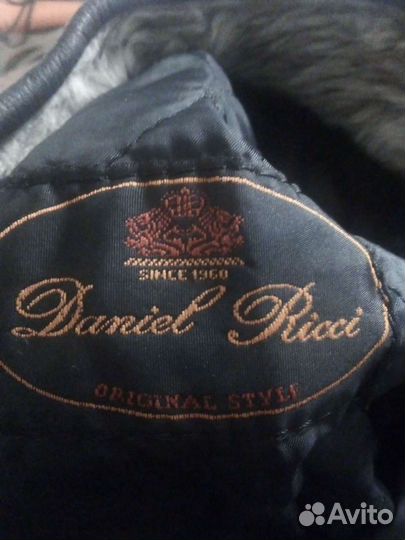 SINCE 1960
Daniel Ricci
ORIGINAL STYLE
Avito